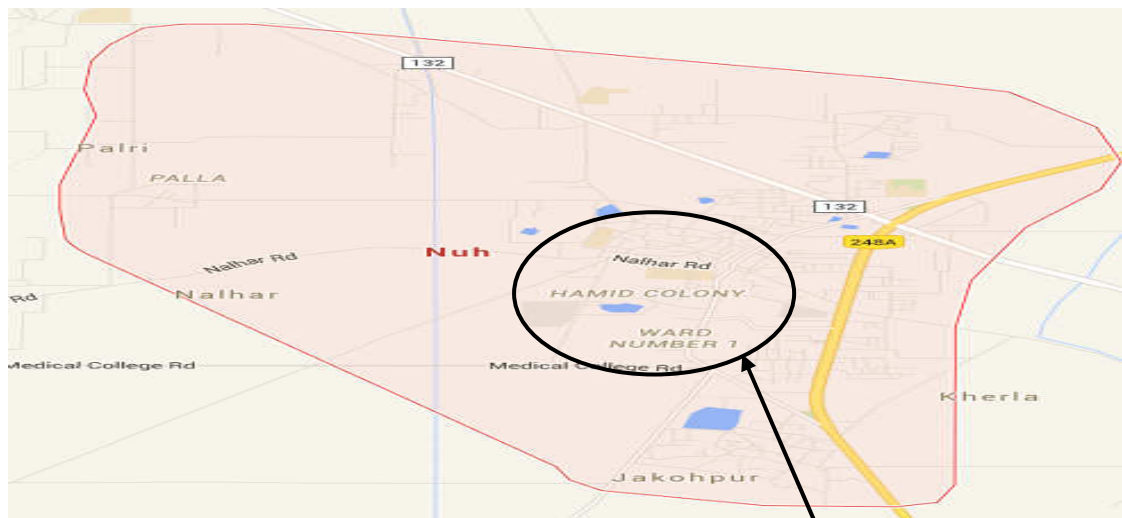 132
Palri
PALLA
132
248A
Nuh
Nalhar Rd
Nalhar Rd
Nalhar
HAMID COLONY
Rd
WARD
NUMBER 1
Medical College Rd
Medical College Rd
Kherla
Jakohpur